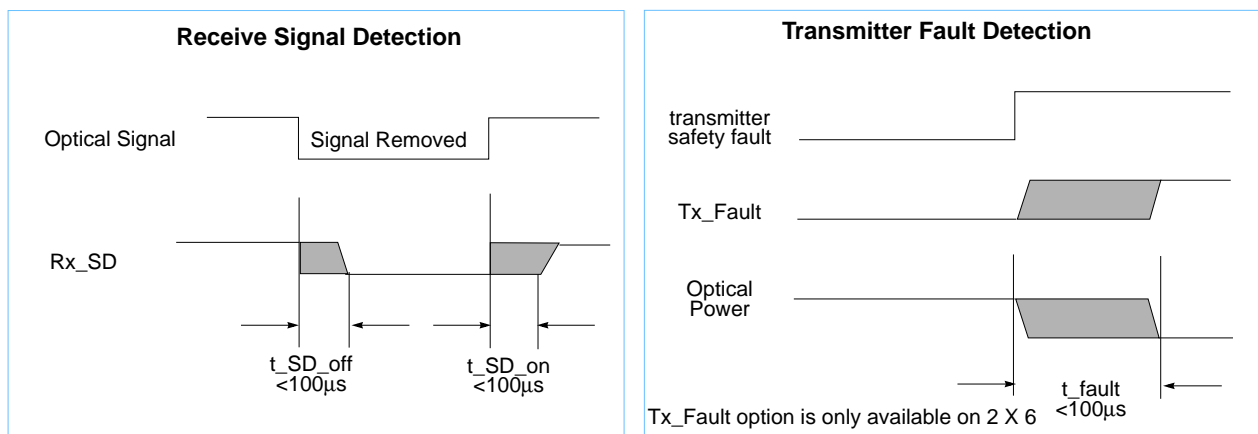 Receive Signal Detection
Optical Signal
Signal Removed
Rx_SD
t_SD_off
<100μs
t_SD_on
<100μs
Transmitter Fault Detection
transmitter
safety fault
Tx_Fault
Optical
Power
t_fault
<100μs
Tx_Fault option is only available on 2 X 6